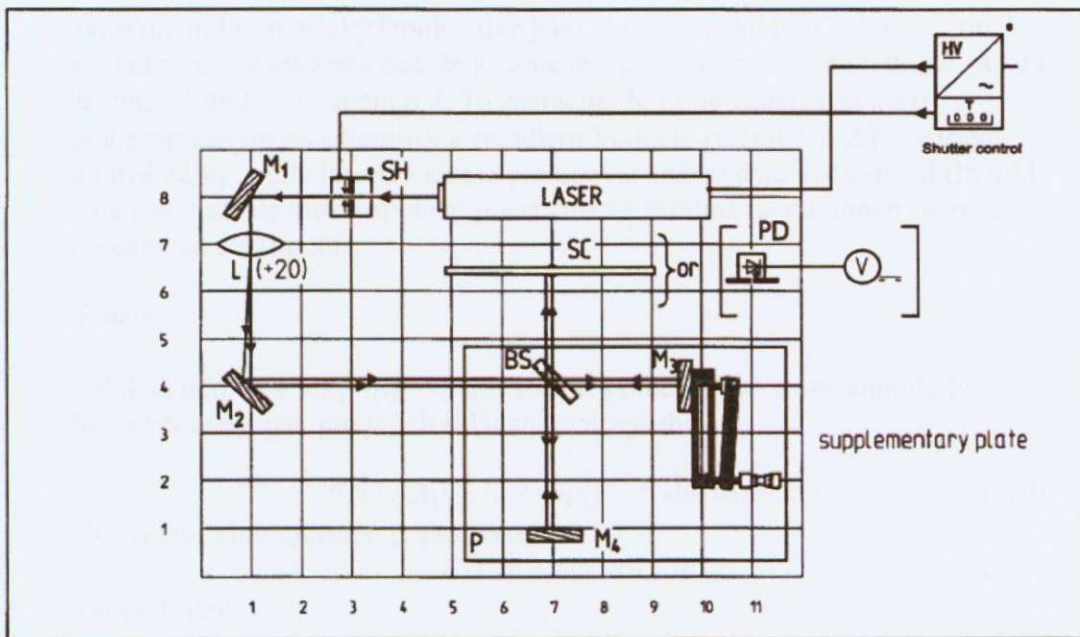 HV
~
000
Shutter control
M1
SH
LASER
8
7
L (+20)
SC
or
PD
V
6
5
BS
M3
4
M2
3
supplementary plate
2
1
P
M4
1 2 3 4 5 6 7 8 9 10 11